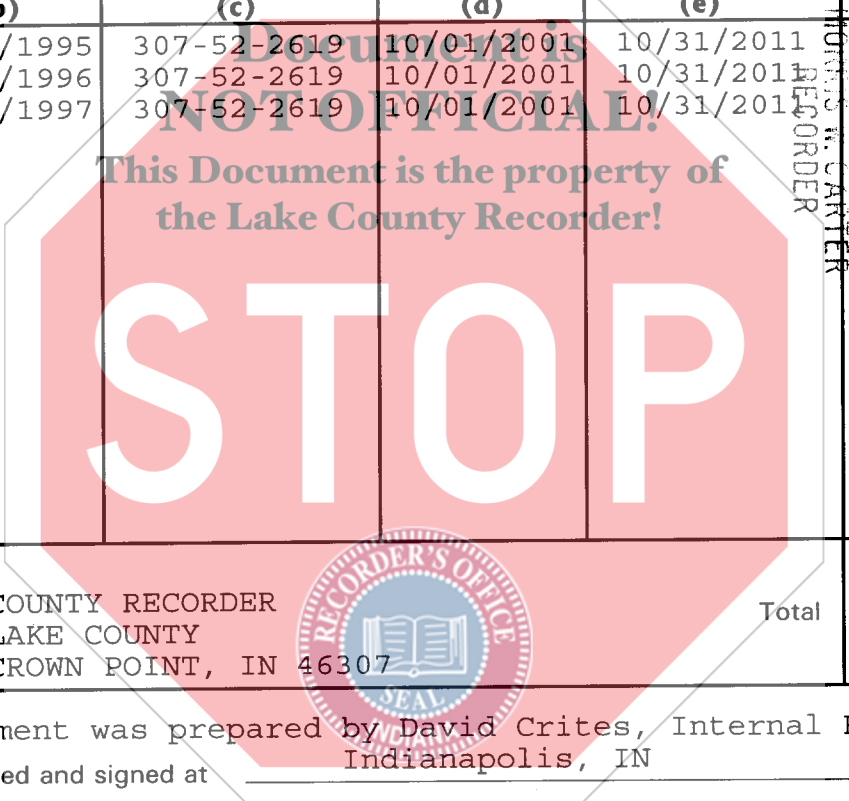 ) (c) (d) (e)
/1995 307-52-2619 10/01/2001 10/31/2011
/1996 307-52-2619 10/01/2001 10/31/2011
/1997 307-52-2619 10/01/2001 10/31/2011
Document is
NOT OFFICIAL!
This Document is the property of
the Lake County Recorder!
W. CARTER
RECORDER
STOP
RECORDER'S OFFICE
SEAL
INDIANA
COUNTY RECORDER
LAKE COUNTY
CROWN POINT, IN 46307
Total
ment was prepared by David Crites, Internal
Indianapolis, IN
ed and signed at